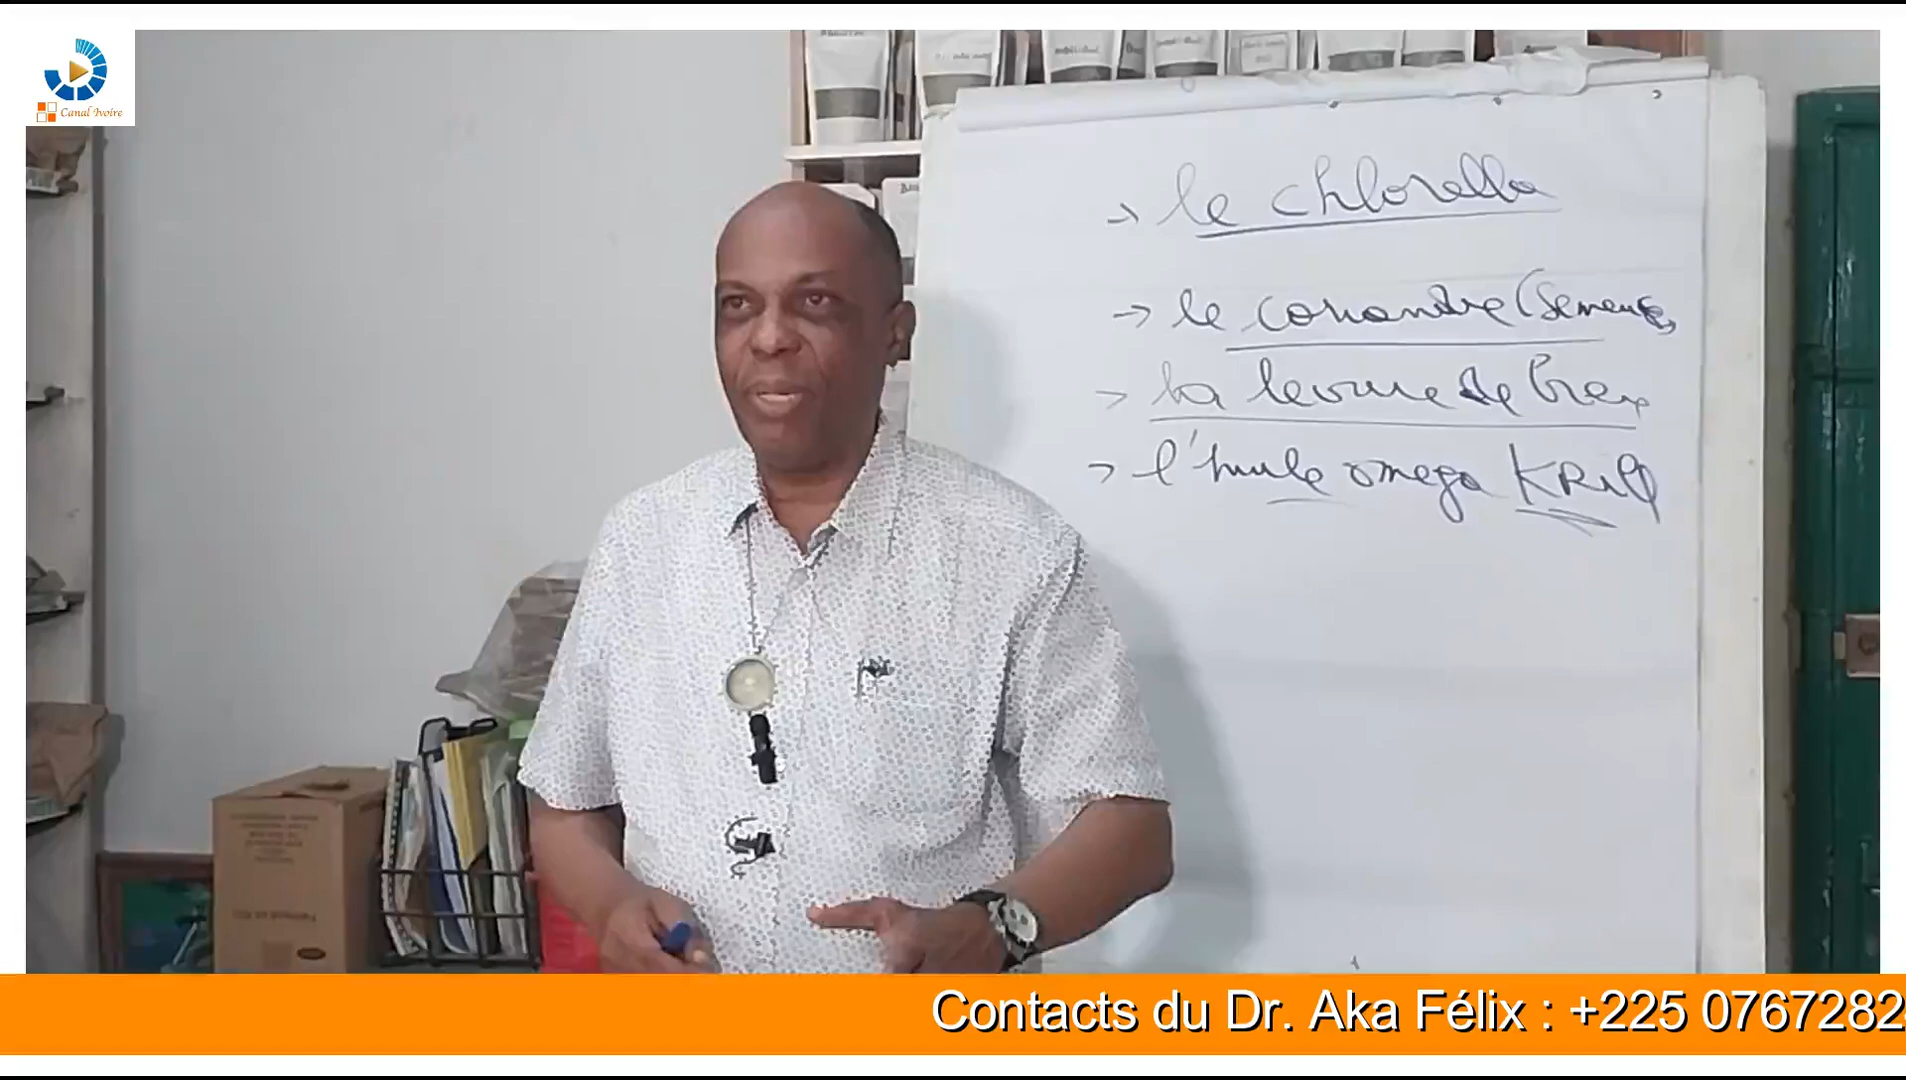 Canal Ivoire
→ le chlorella
→ le coriandre (Semences
→ la levure de bière
→ l'huile omega KRill
Contacts du Dr. Aka Félix : +225 0767282